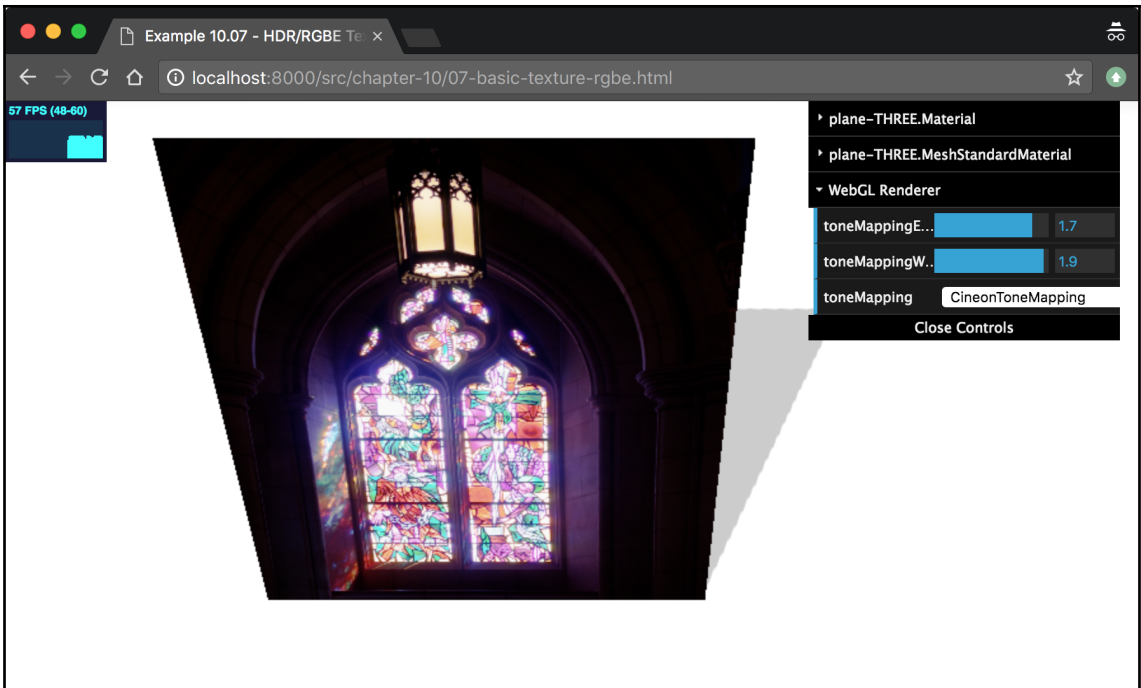 Example 10.07 - HDR/RGBE Te
localhost:8000/src/chapter-10/07-basic-texture-rgbe.html
57 FPS (48-60)
plane-THREE.Material
plane-THREE.MeshStandardMaterial
WebGL Renderer
toneMappingE... 1.7
toneMappingW.. 1.9
toneMapping CineonToneMapping
Close Controls